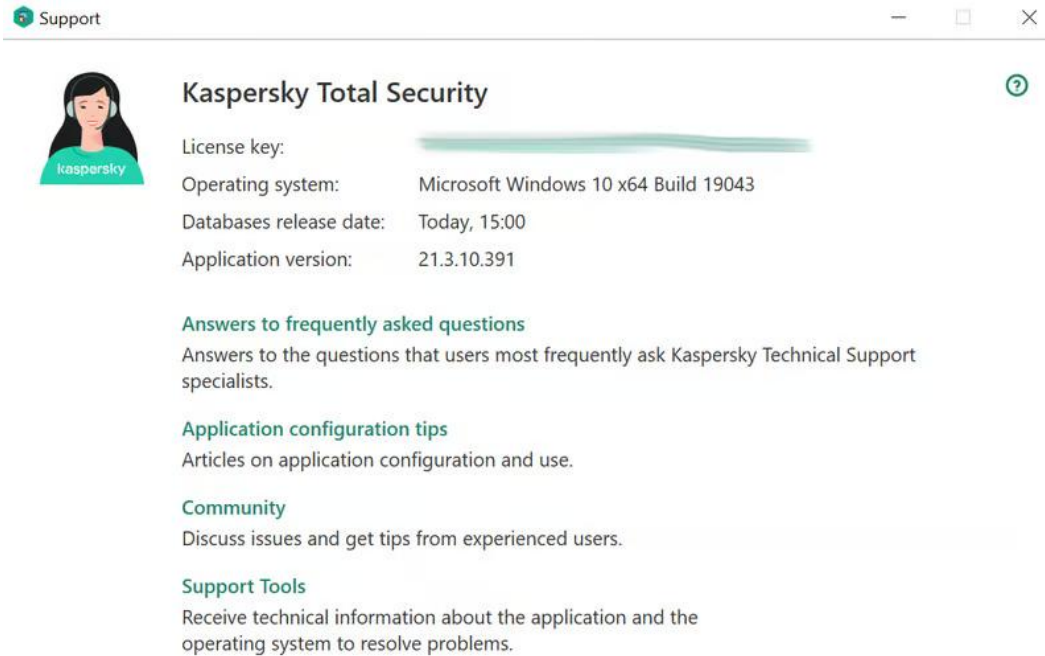 Support
Kaspersky Total Security
kaspersky
License key:
Operating system: Microsoft Windows 10 x64 Build 19043
Databases release date: Today, 15:00
Application version: 21.3.10.391
Answers to frequently asked questions
Answers to the questions that users most frequently ask Kaspersky Technical Support
specialists.
Application configuration tips
Articles on application configuration and use.
Community
Discuss issues and get tips from experienced users.
Support Tools
Receive technical information about the application and the
operating system to resolve problems.